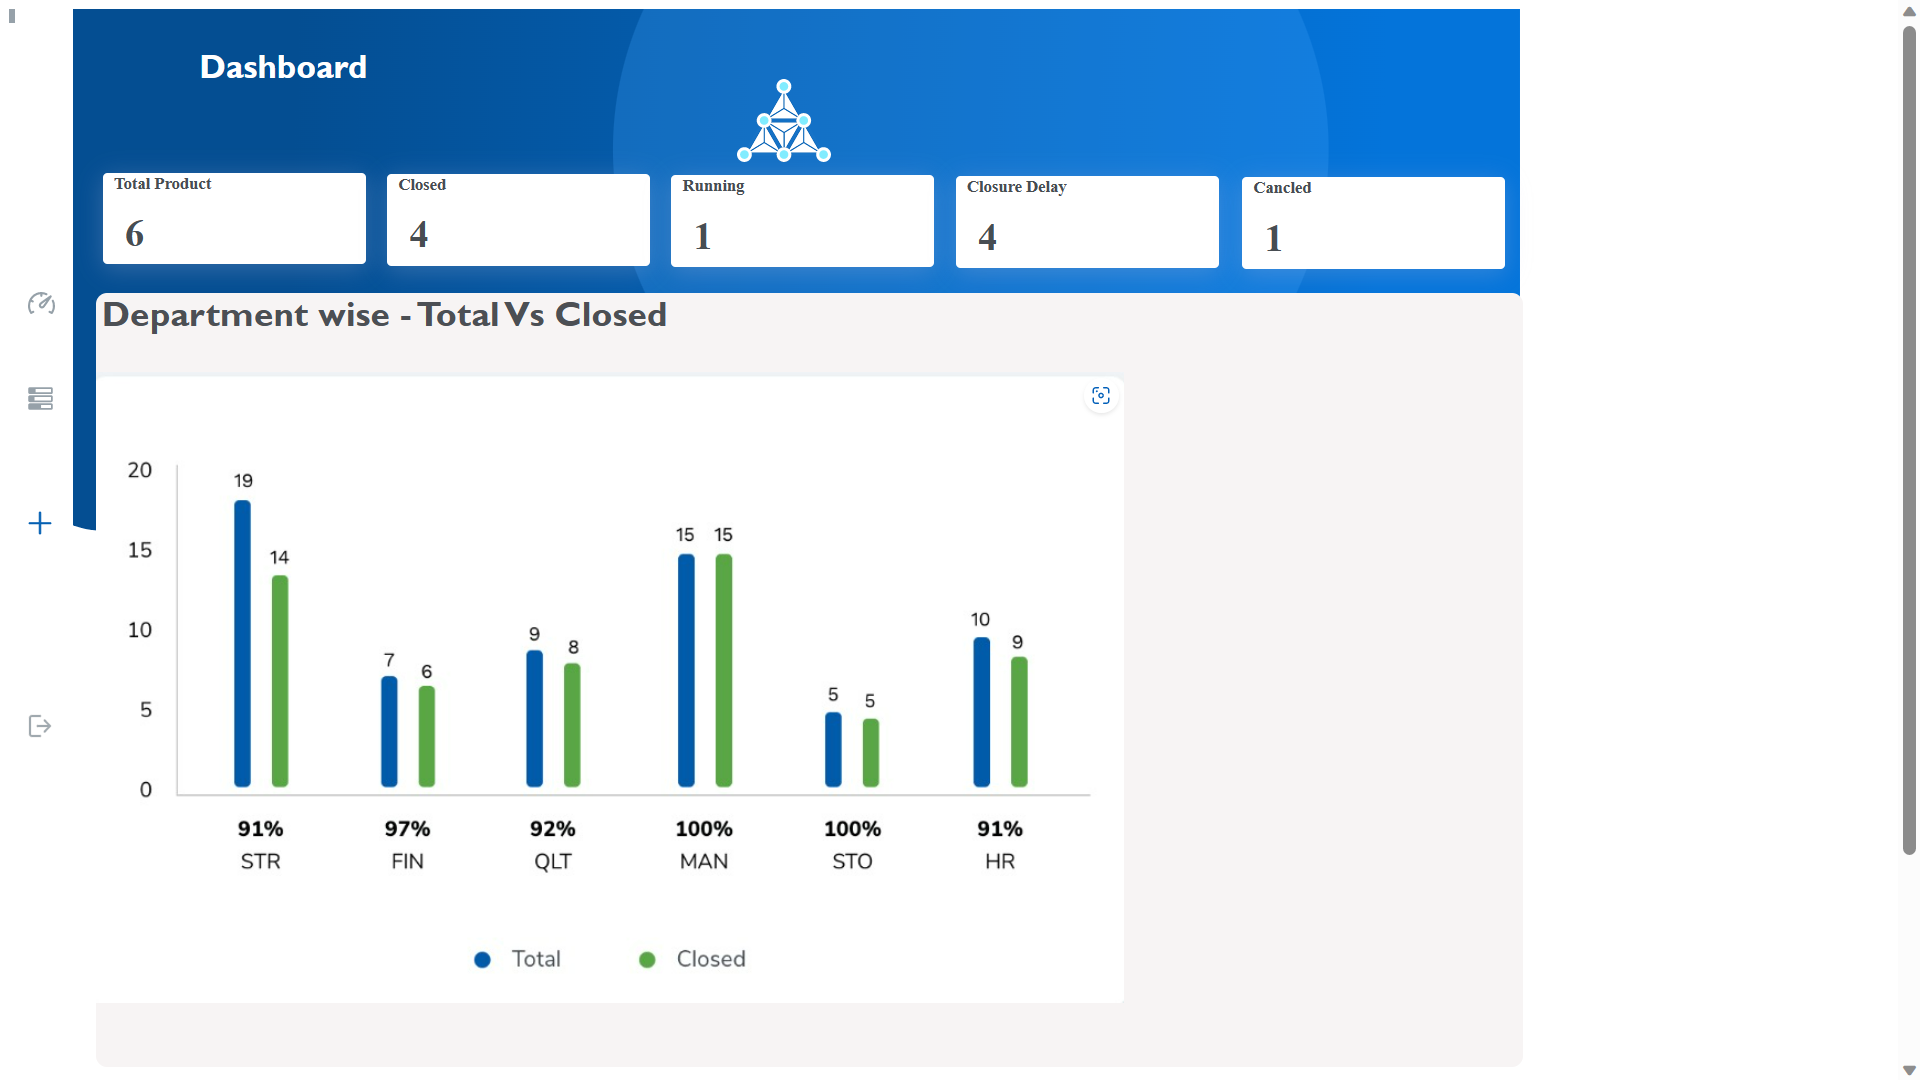 Dashboard
Total Product
6
Closed
4
Running
1
Closure Delay
4
Cancled
1
Department wise - Total Vs Closed
20
15
10
5
0
19
14
7
6
9
8
15
15
5
5
10
9
91%
STR
97%
FIN
92%
QLT
100%
MAN
100%
STO
91%
HR
Total
Closed